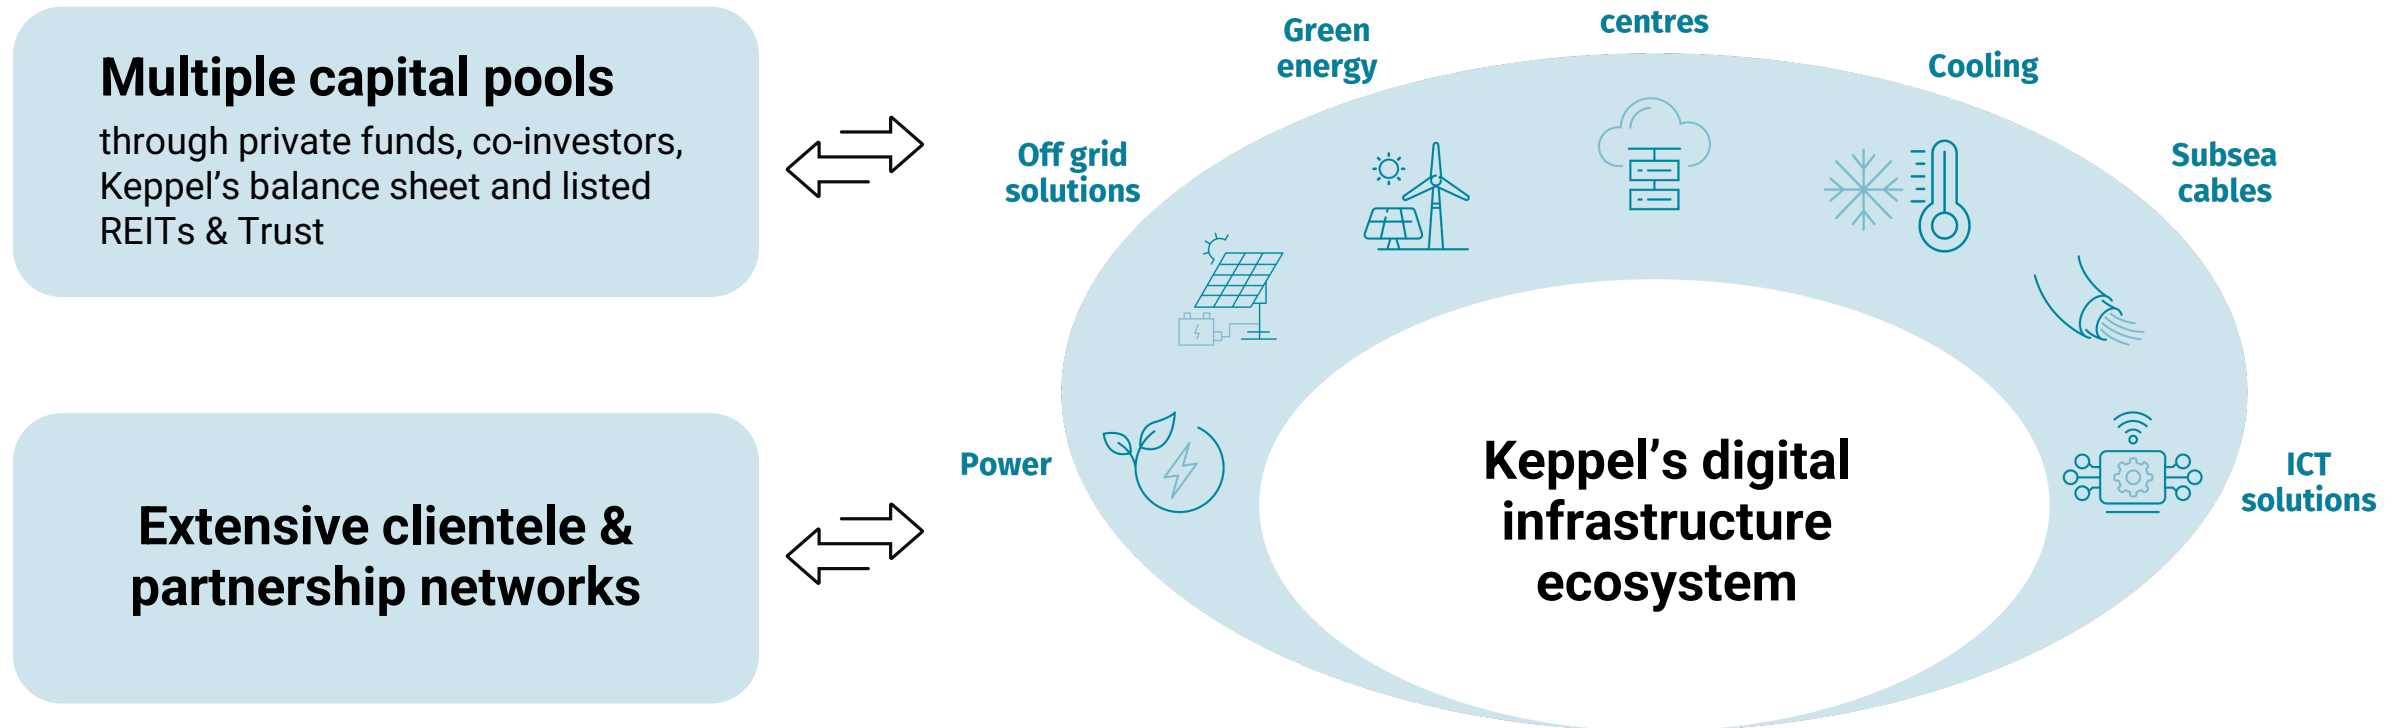 Multiple capital pools
through private funds, co-investors,
Keppel’s balance sheet and listed
REITs & Trust
Extensive clientele &
partnership networks
Power
Off grid
solutions
Green
energy
centres
Cooling
Subsea
cables
ICT
solutions
Keppel’s digital
infrastructure
ecosystem